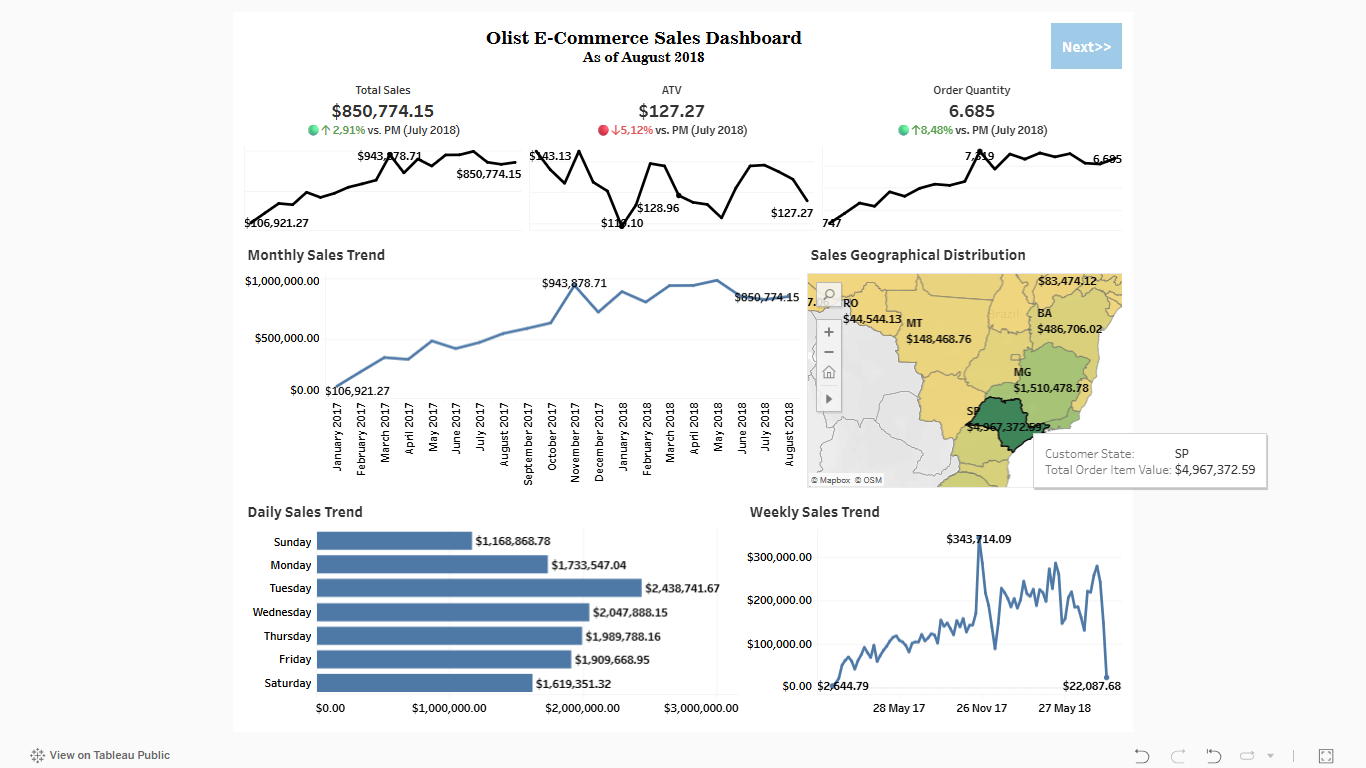 Olist E-Commerce Sales Dashboard
As of August 2018
Next>>
Total Sales
$850,774.15
↑ 2,91% vs. PM (July 2018)
$943,878.71
$850,774.15
$106,921.27
ATV
$127.27
↓5,12% vs. PM (July 2018)
$143.13
$128.96
$127.27
Order Quantity
6.685
↑8,48% vs. PM (July 2018)
6,685
747
Monthly Sales Trend
$1,000,000.00
$500,000.00
$0.00
$943,878.71
$850,774.15
$106,921.27
January 2017
February 2017
March 2017
April 2017
May 2017
June 2017
July 2017
August 2017
September 2017
October 2017
November 2017
December 2017
January 2018
February 2018
March 2018
April 2018
May 2018
June 2018
July 2018
August 2018
Sales Geographical Distribution
$83,474.12
RO
$44,544.13
Brazil
BA
$486,706.02
MT
$148,468.76
MG
$1,510,478.78
SP
$4,967,372.59
© Mapbox © OSM
Customer State: SP
Total Order Item Value: $4,967,372.59
Daily Sales Trend
Sunday $1,168,868.78
Monday $1,733,547.04
Tuesday $2,438,741.67
Wednesday $2,047,888.15
Thursday $1,989,788.16
Friday $1,909,668.95
Saturday $1,619,351.32
$0.00 $1,000,000.00 $2,000,000.00 $3,000,000.00
Weekly Sales Trend
$343,714.09
$300,000.00
$200,000.00
$100,000.00
$0.00
$2,644.79
$22,087.68
28 May 17 26 Nov 17 27 May 18
View on Tableau Public